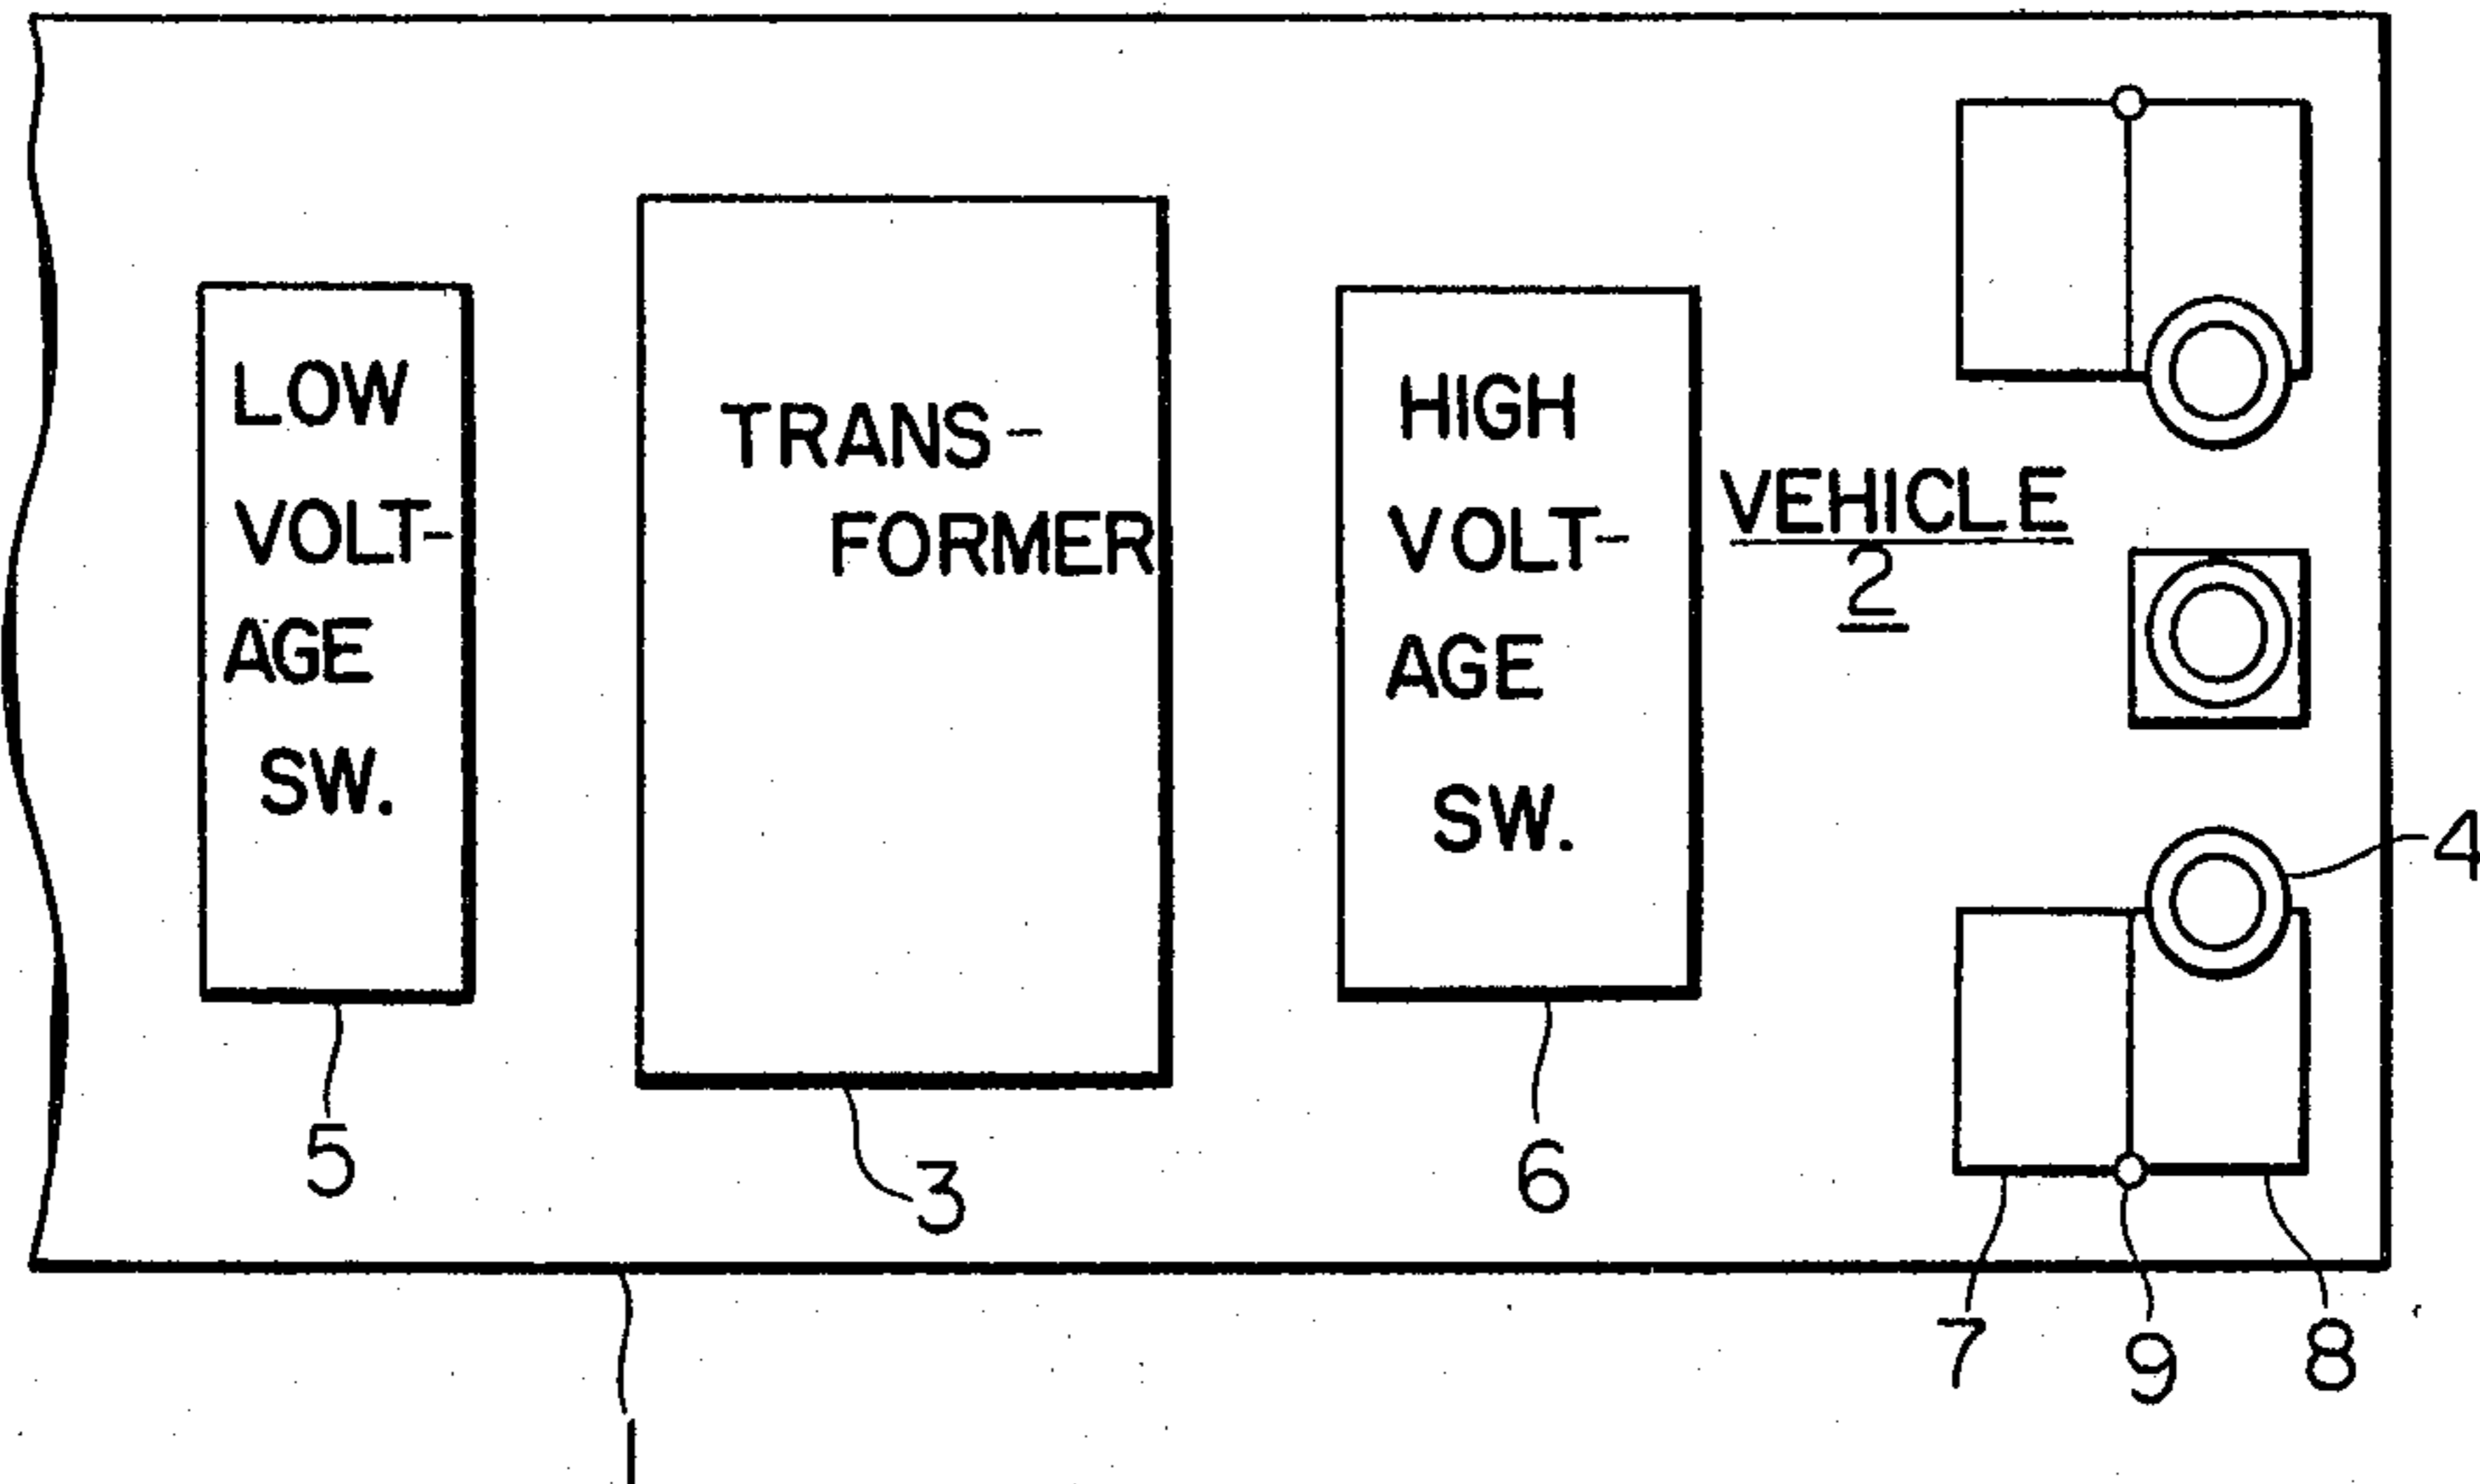 LOW
VOLT-
AGE
SW.
TRANS-
FORMER
HIGH
VOLT-
AGE
SW.
VEHICLE
2
4
5
3
6
7
9
8
1